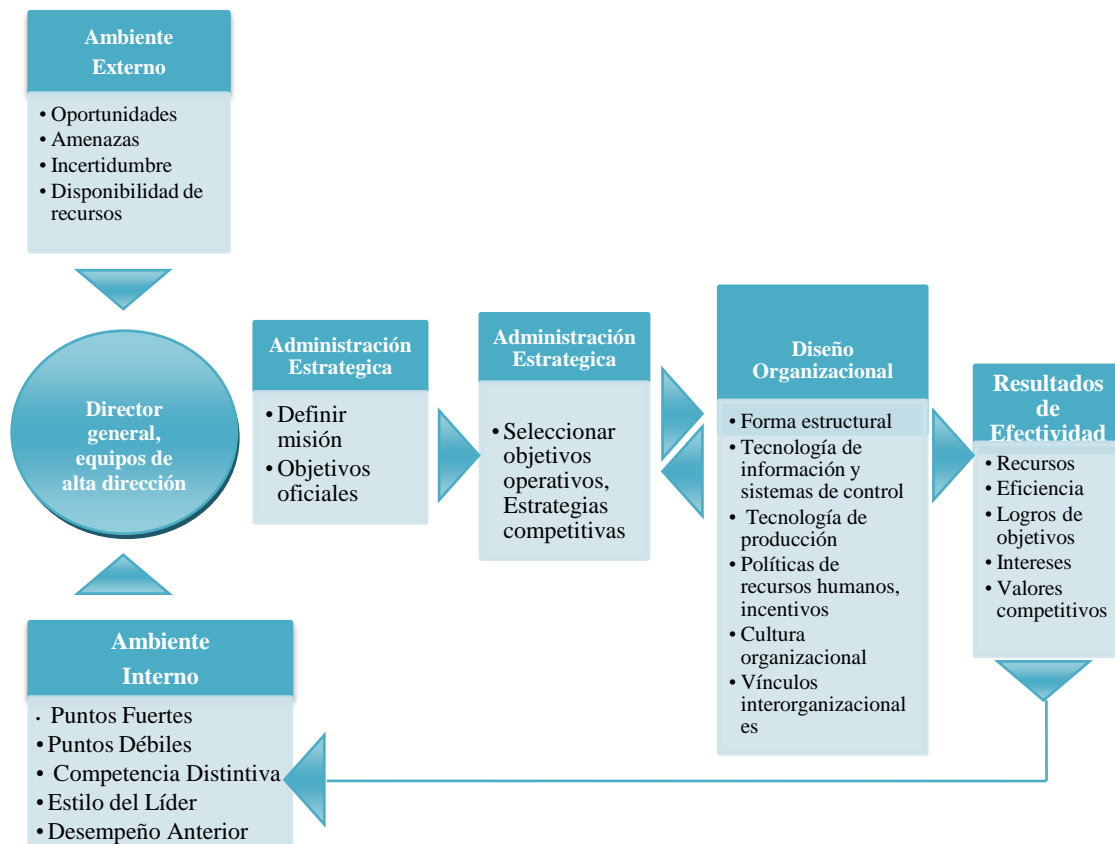 Ambiente
Externo
• Oportunidades
• Amenazas
• Incertidumbre
• Disponibilidad de
recursos
Director
general,
equipos de
alta dirección
Administración
Estrategica
• Definir
misión
• Objetivos
oficiales
Administración
Estrategica
• Seleccionar
objetivos
operativos,
Estrategias
competitivas
Diseño
Organizacional
• Forma estructural
• Tecnología de
información y
sistemas de control
• Tecnología de
producción
• Políticas de
recursos humanos,
incentivos
• Cultura
organizacional
• Vínculos
interorganizacional
es
Resultados
de
Efectividad
• Recursos
• Eficiencia
• Logros de
objetivos
• Intereses
• Valores
competitivos
Ambiente
Interno
• Puntos Fuertes
• Puntos Débiles
• Competencia Distintiva
• Estilo del Líder
• Desempeño Anterior